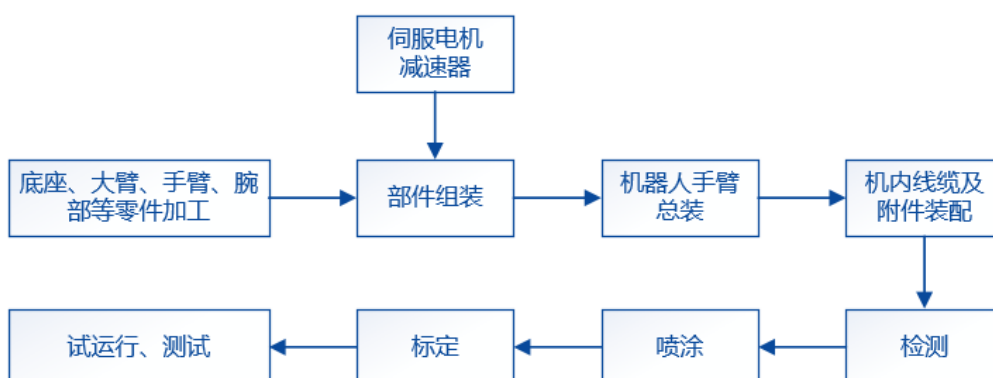 伺服电机
减速器
底座、大臂、手臂、腕
部等零件加工
部件组装
机器人手臂
总装
机内线缆及
附件装配
试运行、测试
标定
喷涂
检测